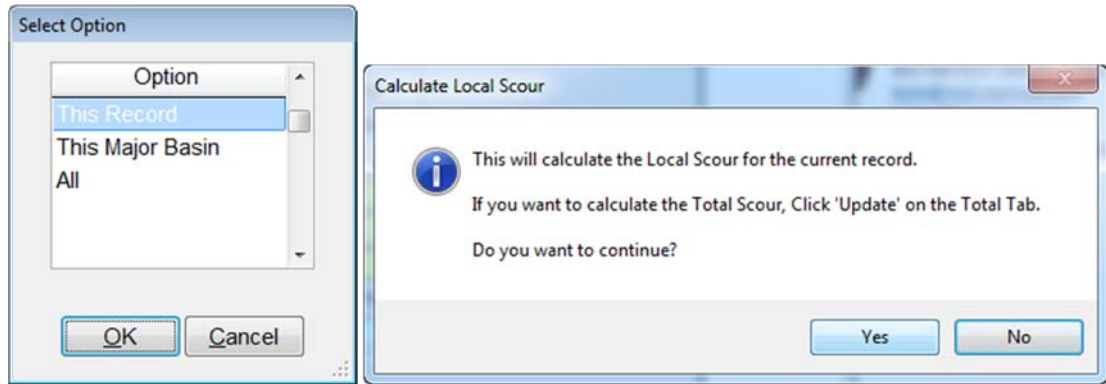 Select Option
Option
This Record
This Major Basin
All
OK
Cancel
Calculate Local Scour
This will calculate the Local Scour for the current record.
If you want to calculate the Total Scour, Click 'Update' on the Total Tab.
Do you want to continue?
Yes
No